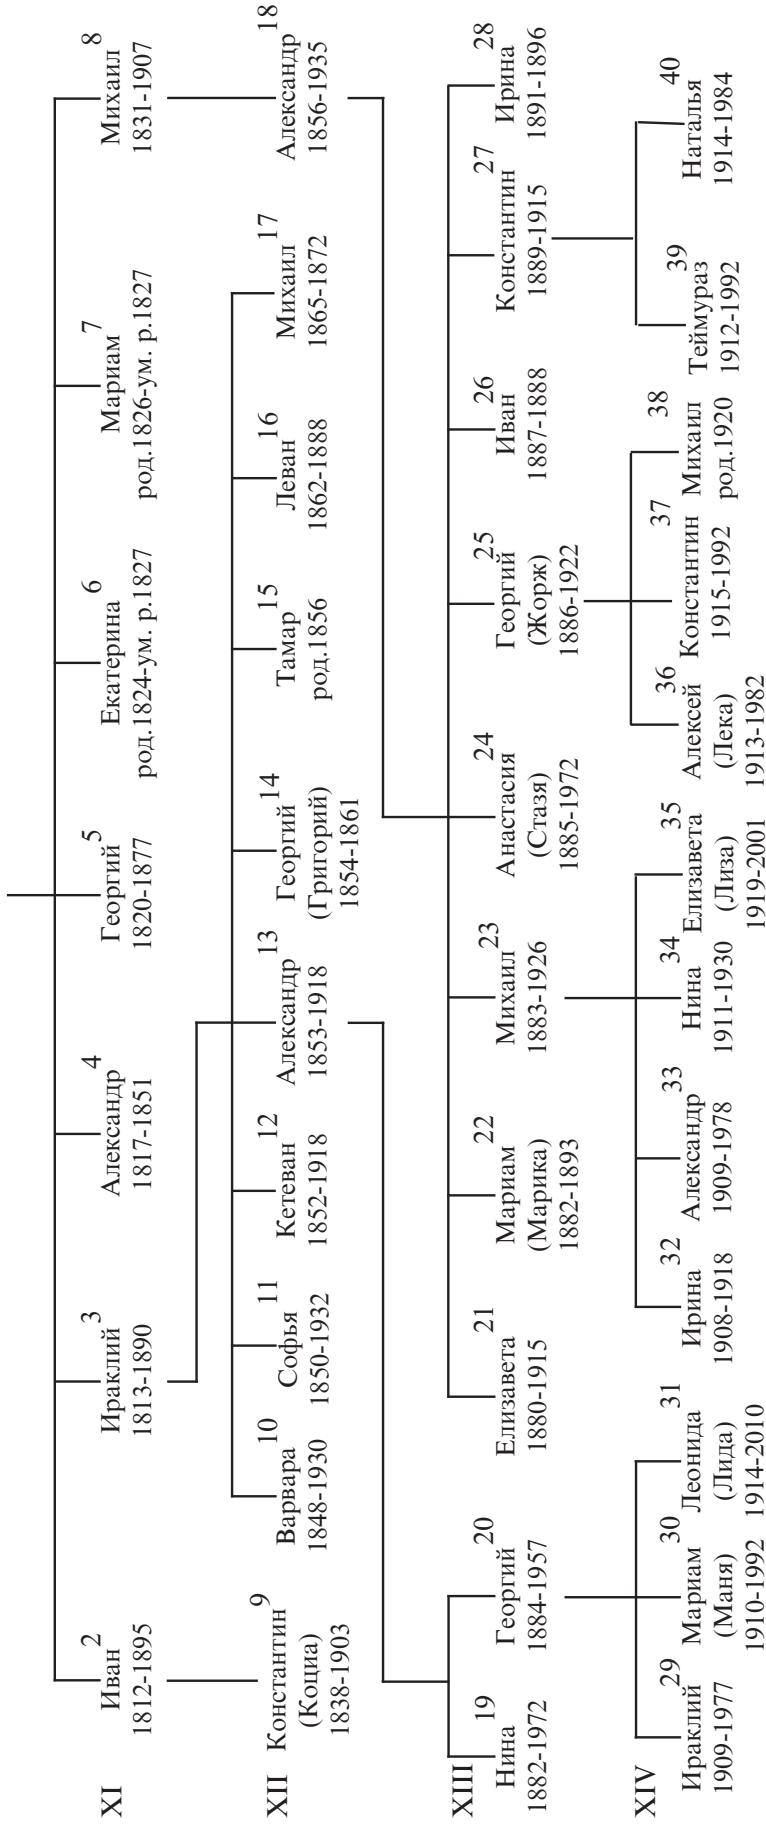 XI
2
Иван
1812-1895
3
Ираклий
1813-1890
4
Александр
1817-1851
5
Георгий
1820-1877
6
Екатерина
род.1824-ум. р.1827
7
Мариам
род.1826-ум. р.1827
8
Михаил
1831-1907
XII
9
Константин
(Коциа)
1838-1903
10
Варвара
1848-1930
11
Софья
1850-1932
12
Кетеван
1852-1918
13
Александр
1853-1918
14
Георгий
(Григорий)
1854-1861
15
Тамар
род.1856
16
Леван
1862-1888
17
Михаил
1865-1872
18
Александр
1856-1935
XIII
19
Нина
1882-1972
20
Георгий
1884-1957
21
Елизавета
1880-1915
22
Мариам
(Марика)
1882-1893
23
Михаил
1883-1926
24
Анастасия
(Стазя)
1885-1972
25
Георгий
(Жорж)
1886-1922
26
Иван
1887-1888
27
Константин
1889-1915
28
Ирина
1891-1896
XIV
29
Ираклий
1909-1977
30
Мариам
(Маня)
1910-1992
31
Леонида
(Лида)
1914-2010
32
Ирина
1908-1918
33
Александр
1909-1978
34
Нина
1911-1930
35
Елизавета
(Лиза)
1919-2001
36
Алексей
(Лека)
1913-1982
37
Константин
1915-1992
38
Михаил
род.1920
39
Теймураз
1912-1992
40
Наталья
1914-1984